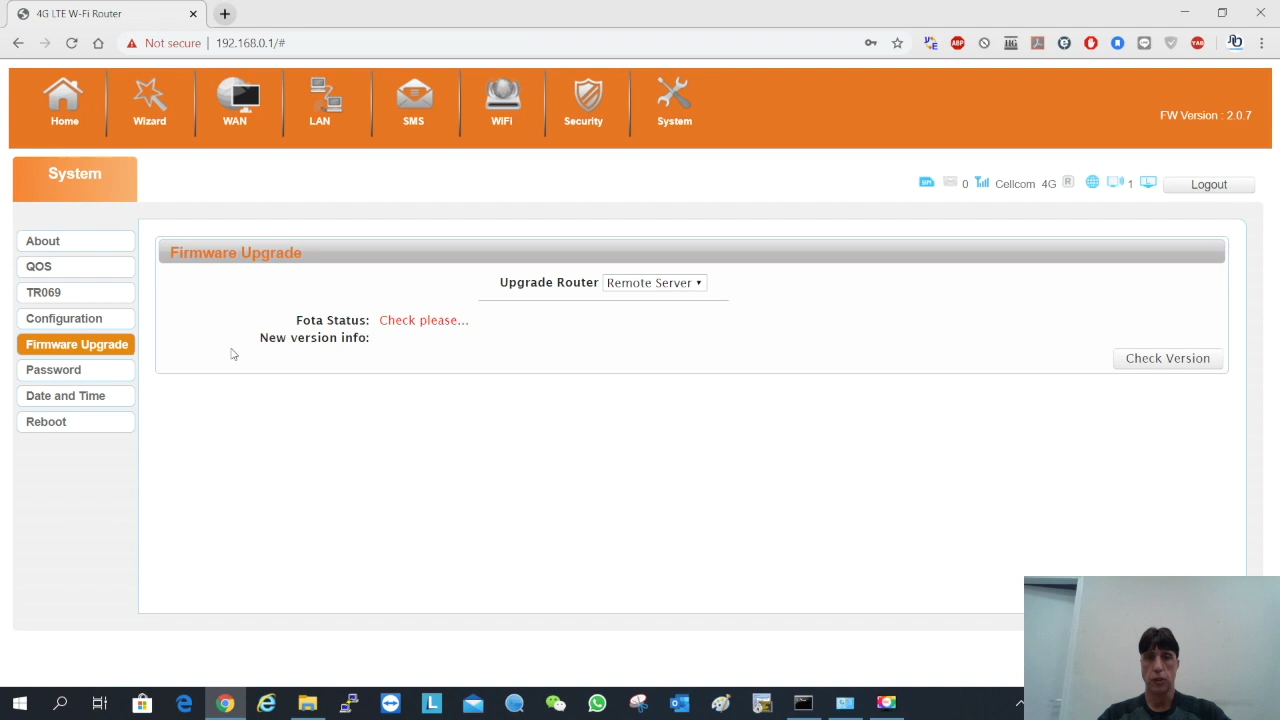 4G LTE W-Fi Router
Not secure
192.168.0.1/#
Home
Wizard
WAN
LAN
SMS
WiFi
Security
System
FW Version : 2.0.7
System
0
Cellcom 4G
R
1
Logout
About
QOS
TR069
Configuration
Firmware Upgrade
Password
Date and Time
Reboot
Firmware Upgrade
Upgrade Router Remote Server
Fota Status: Check please...
New version info:
Check Version